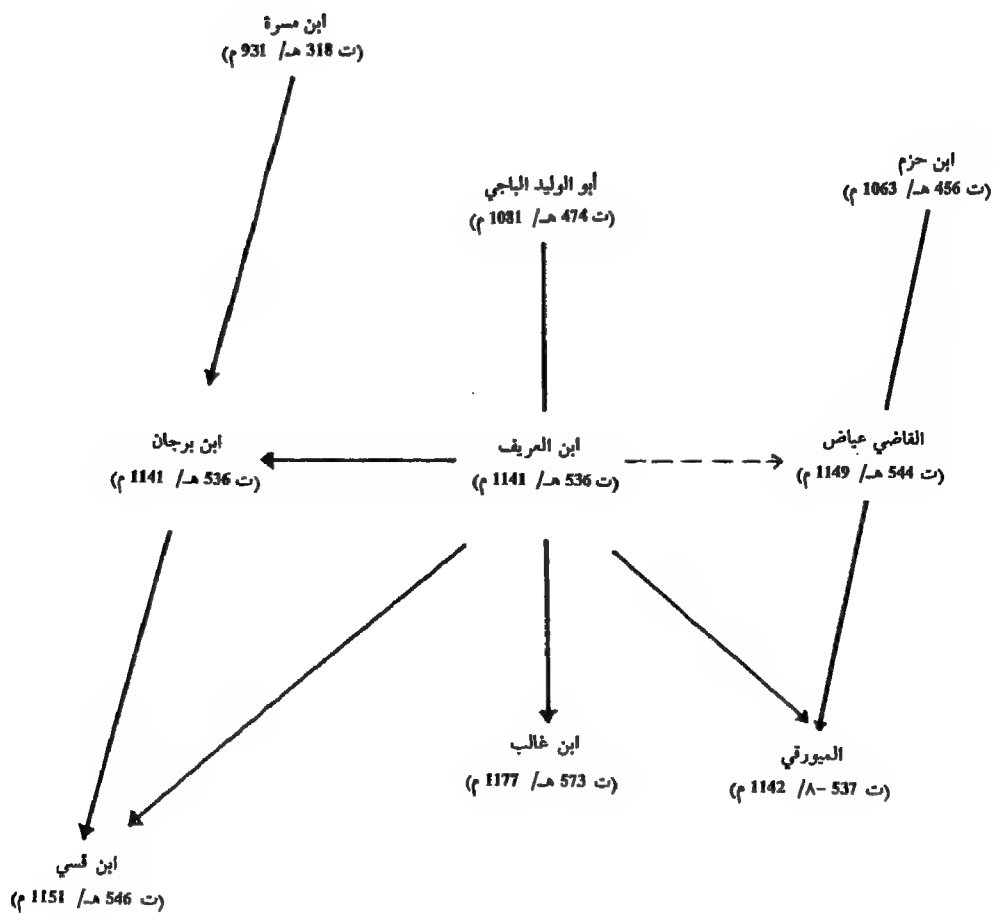 ابن مسرة
(ت 318 هـ/ 931 م)
ابن حزم
(ت 456 هـ/ 1063 م)
أبو الوليد الباجي
(ت 474 هـ/ 1081 م)
القاضي عياض
(ت 544 هـ/ 1149 م)
ابن العريف
(ت 536 هـ/ 1141 م)
ابن برجان
(ت 536 هـ/ 1141 م)
الميورقي
(ت 537 -٨/ 1142 م)
ابن غالب
(ت 573 هـ/ 1177 م)
ابن قسي
(ت 546 هـ/ 1151 م)